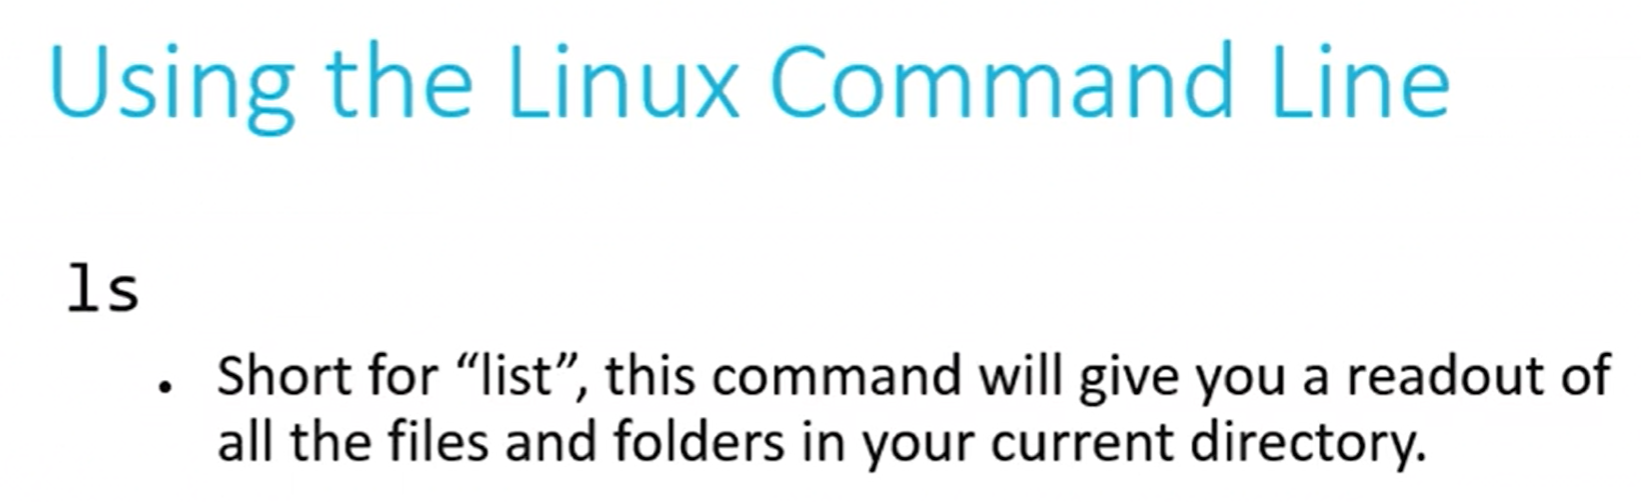 Using the Linux Command Line
ls
• Short for “list”, this command will give you a readout of
all the files and folders in your current directory.